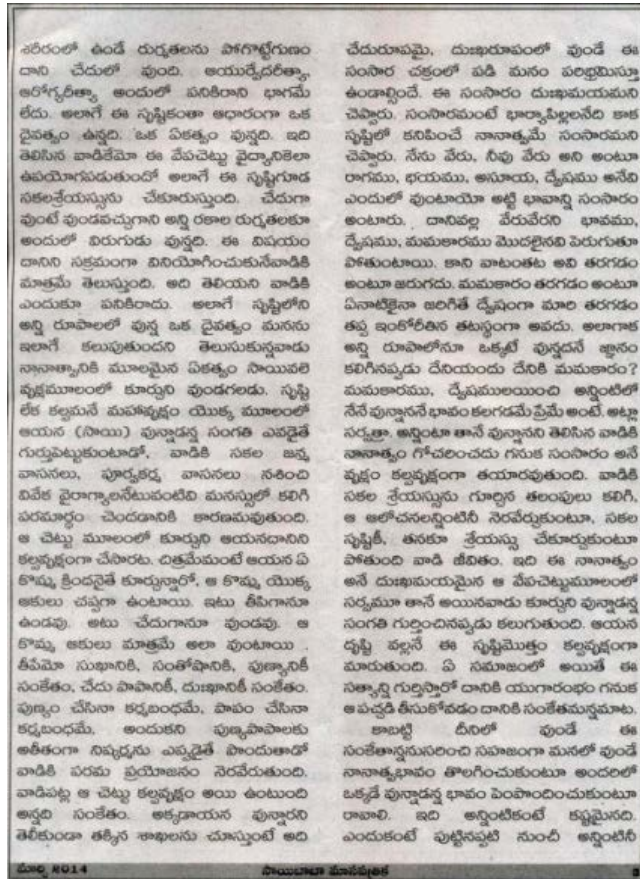 శరీరంలో ఉండే రుర్మతలను పోగొట్టేగుణం
దాని చేదులో వుంది. ఆయుర్వేదరీత్యా,
ఆరోగ్యరీత్యా అందులో పనికిరాని భాగమే
లేదు. అలాగే ఈ సృష్టికంతా ఆధారంగా ఒక
దైవత్వం ఉన్నది. ఒక ఏకత్వం వున్నది. ఇది
తెలిసిన వాడికేమో ఈ వేపచెట్టు వైద్యానికెలా
ఉపయోగపడుతుందో అలాగే ఈ సృష్టిగూడ
సకలశ్రేయస్సును చేకూరుస్తుంది. చేదుగా
వుంటే వుండవచ్చుగాని అన్ని రకాల రుర్మతలకూ
అందులో విరుగుడు వున్నది. ఈ విషయం
దానిని సక్రమంగా వినియోగించుకునేవాడికి
మాత్రమే తెలుస్తుంది. అది తెలియని వాడికి
ఎందుకూ పనికిరాదు. అలాగే సృష్టిలోని
అన్ని రూపాలలో వున్న ఒక దైవత్వం మనను
ఇలాగే కలుపుతుందని తెలుసుకున్నవాడు
నానాత్వానికి మూలమైన ఏకత్వం సాయివలె
వృక్షమూలంలో కూర్చుని వుండగలడు. సృష్టి
లేక కల్పమనే మహావృక్షం యొక్క మూలంలో
ఆయన (సాయి) వున్నాడన్న సంగతి ఎవడైతే
గుర్తుపెట్టుకుంటాడో, వాడికి సకల జన్మ
వాసనలు, పూర్వకర్మ వాసనలు నశించి
వివేక వైరాగ్యాలనేటువంటివి మనస్సులో కలిగి
పరమార్థం చెందడానికి కారణమవుతుంది.
ఆ చెట్టు మూలంలో కూర్చుని ఆయనదానిని
కల్పవృక్షంగా చేసారట. చిత్రమేమంటే ఆయన ఏ
కొమ్మ క్రిందనైతే కూర్చున్నారో, ఆ కొమ్మ యొక్క
ఆకులు చప్పగా ఉంటాయి. ఇటు తీపిగానూ
ఉండవు. అటు చేదుగానూ వుండవు. ఆ
కొమ్మ ఆకులు మాత్రమే అలా వుంటాయి .
తీపేమో సుఖానికి, సంతోషానికి, పుణ్యానికీ
సంకేతం, చేదు పాపానికీ, దుఃఖానికీ సంకేతం.
పుణ్యం చేసినా కర్మబంధమే, పాపం చేసినా
కర్మబంధమే, అందుకని పుణ్యపాపాలకు
అతీతంగా నిష్కర్మను ఎప్పుడైతే పొందుతాడో
వాడికి పరమ ప్రయోజనం నెరవేరుతుంది.
వాడిపట్ల ఆ చెట్టు కల్పవృక్షం అయి ఉంటుంది
అన్నది సంకేతం. అక్కడాయన వున్నారని
తెలీకుండా తక్కిన శాఖలను చూస్తుంటే అది
చేదురూపమై, దుఃఖరూపంలో వుండే ఈ
సంసార చక్రంలో పడి మనం పరిభ్రమిస్తూ
ఉండాల్సిందే. ఈ సంసారం దుఃఖమయమని
చెప్పారు. సంసారమంటే భార్యాపిల్లలనేది కాక
సృష్టిలో కనిపించే నానాత్వమే సంసారమని
చెప్పారు. నేను వేరు, నీవు వేరు అని అంటూ
రాగము, భయము, అసూయ, ద్వేషము అనేవి
ఎందులో వుంటాయో అట్టి భావాన్ని సంసారం
అంటారు. దానివల్ల వేరువేరని భావము,
ద్వేషము, మమకారము మొదలైనవి పెరుగుతూ
పోతుంటాయి. కాని వాటంతట అవి తరగడం
అంటూ జరుగదు. మమకారం తరగడం అంటూ
ఏనాటికైనా జరిగితే ద్వేషంగా మారి తరగడం
తప్ప ఇంకోరీతిన తటస్థంగా అవదు. అలాగాక
అన్ని రూపాలోనూ ఒక్కటే వున్నదనే జ్ఞానం
కలిగినప్పడు దేనియందు దేనికి మమకారం?
మమకారము, ద్వేషములయించి అన్నింటిలో
నేనే వున్నాననే భావం కలగడమే ప్రేమే అంటే. అట్లా
సర్వత్రా, అన్నింటా తానే వున్నానని తెలిసిన వాడికి
నానాత్వం గోచరించదు గనుక సంసారం అనే
వృక్షం కల్పవృక్షంగా తయారవుతుంది. వాడికి
సకల శ్రేయస్సును గూర్చిన తలంపులు కలిగి,
ఆ ఆలోచనలన్నింటినీ నెరవేర్చుకుంటూ, సకల
సృష్టికీ, తనకూ శ్రేయస్సు చేకూర్చుకుంటూ
పోతుంది వాడి జీవితం. ఇది ఈ నానాత్వం
అనే దుఃఖమయమైన ఆ వేపచెట్టుమూలంలో
సర్వమూ తానే అయినవాడు కూర్చుని వున్నాడన్న
సంగతి గుర్తించినప్పడు కలుగుతుంది. ఆయన
దృష్టి వల్లనే ఈ సృష్టిమొత్తం కల్పవృక్షంగా
మారుతుంది. ఏ సమాజంలో అయితే ఈ
సత్యాన్ని గుర్తిస్తారో దానికి యుగారంభం గనుక
ఆ పచ్చడి తీసుకోవడం దానికి సంకేతమన్నమాట.
కాబట్టి దీనిలో వుండే ఈ
సంకేతాన్ననుసరించి సహజంగా మనలో వుండే
నానాత్వభావం తొలగించుకుంటూ అందరిలో
ఒక్కడే వున్నాడన్న భావం పెంపొందించుకుంటూ
రావాలి. ఇది అన్నింటికంటే కష్టమైనది.
ఎందుకంటే పుట్టినప్పటి నుంచీ అన్నింటినీ
మార్చి 2014 సాయిబాబా మాసపత్రిక